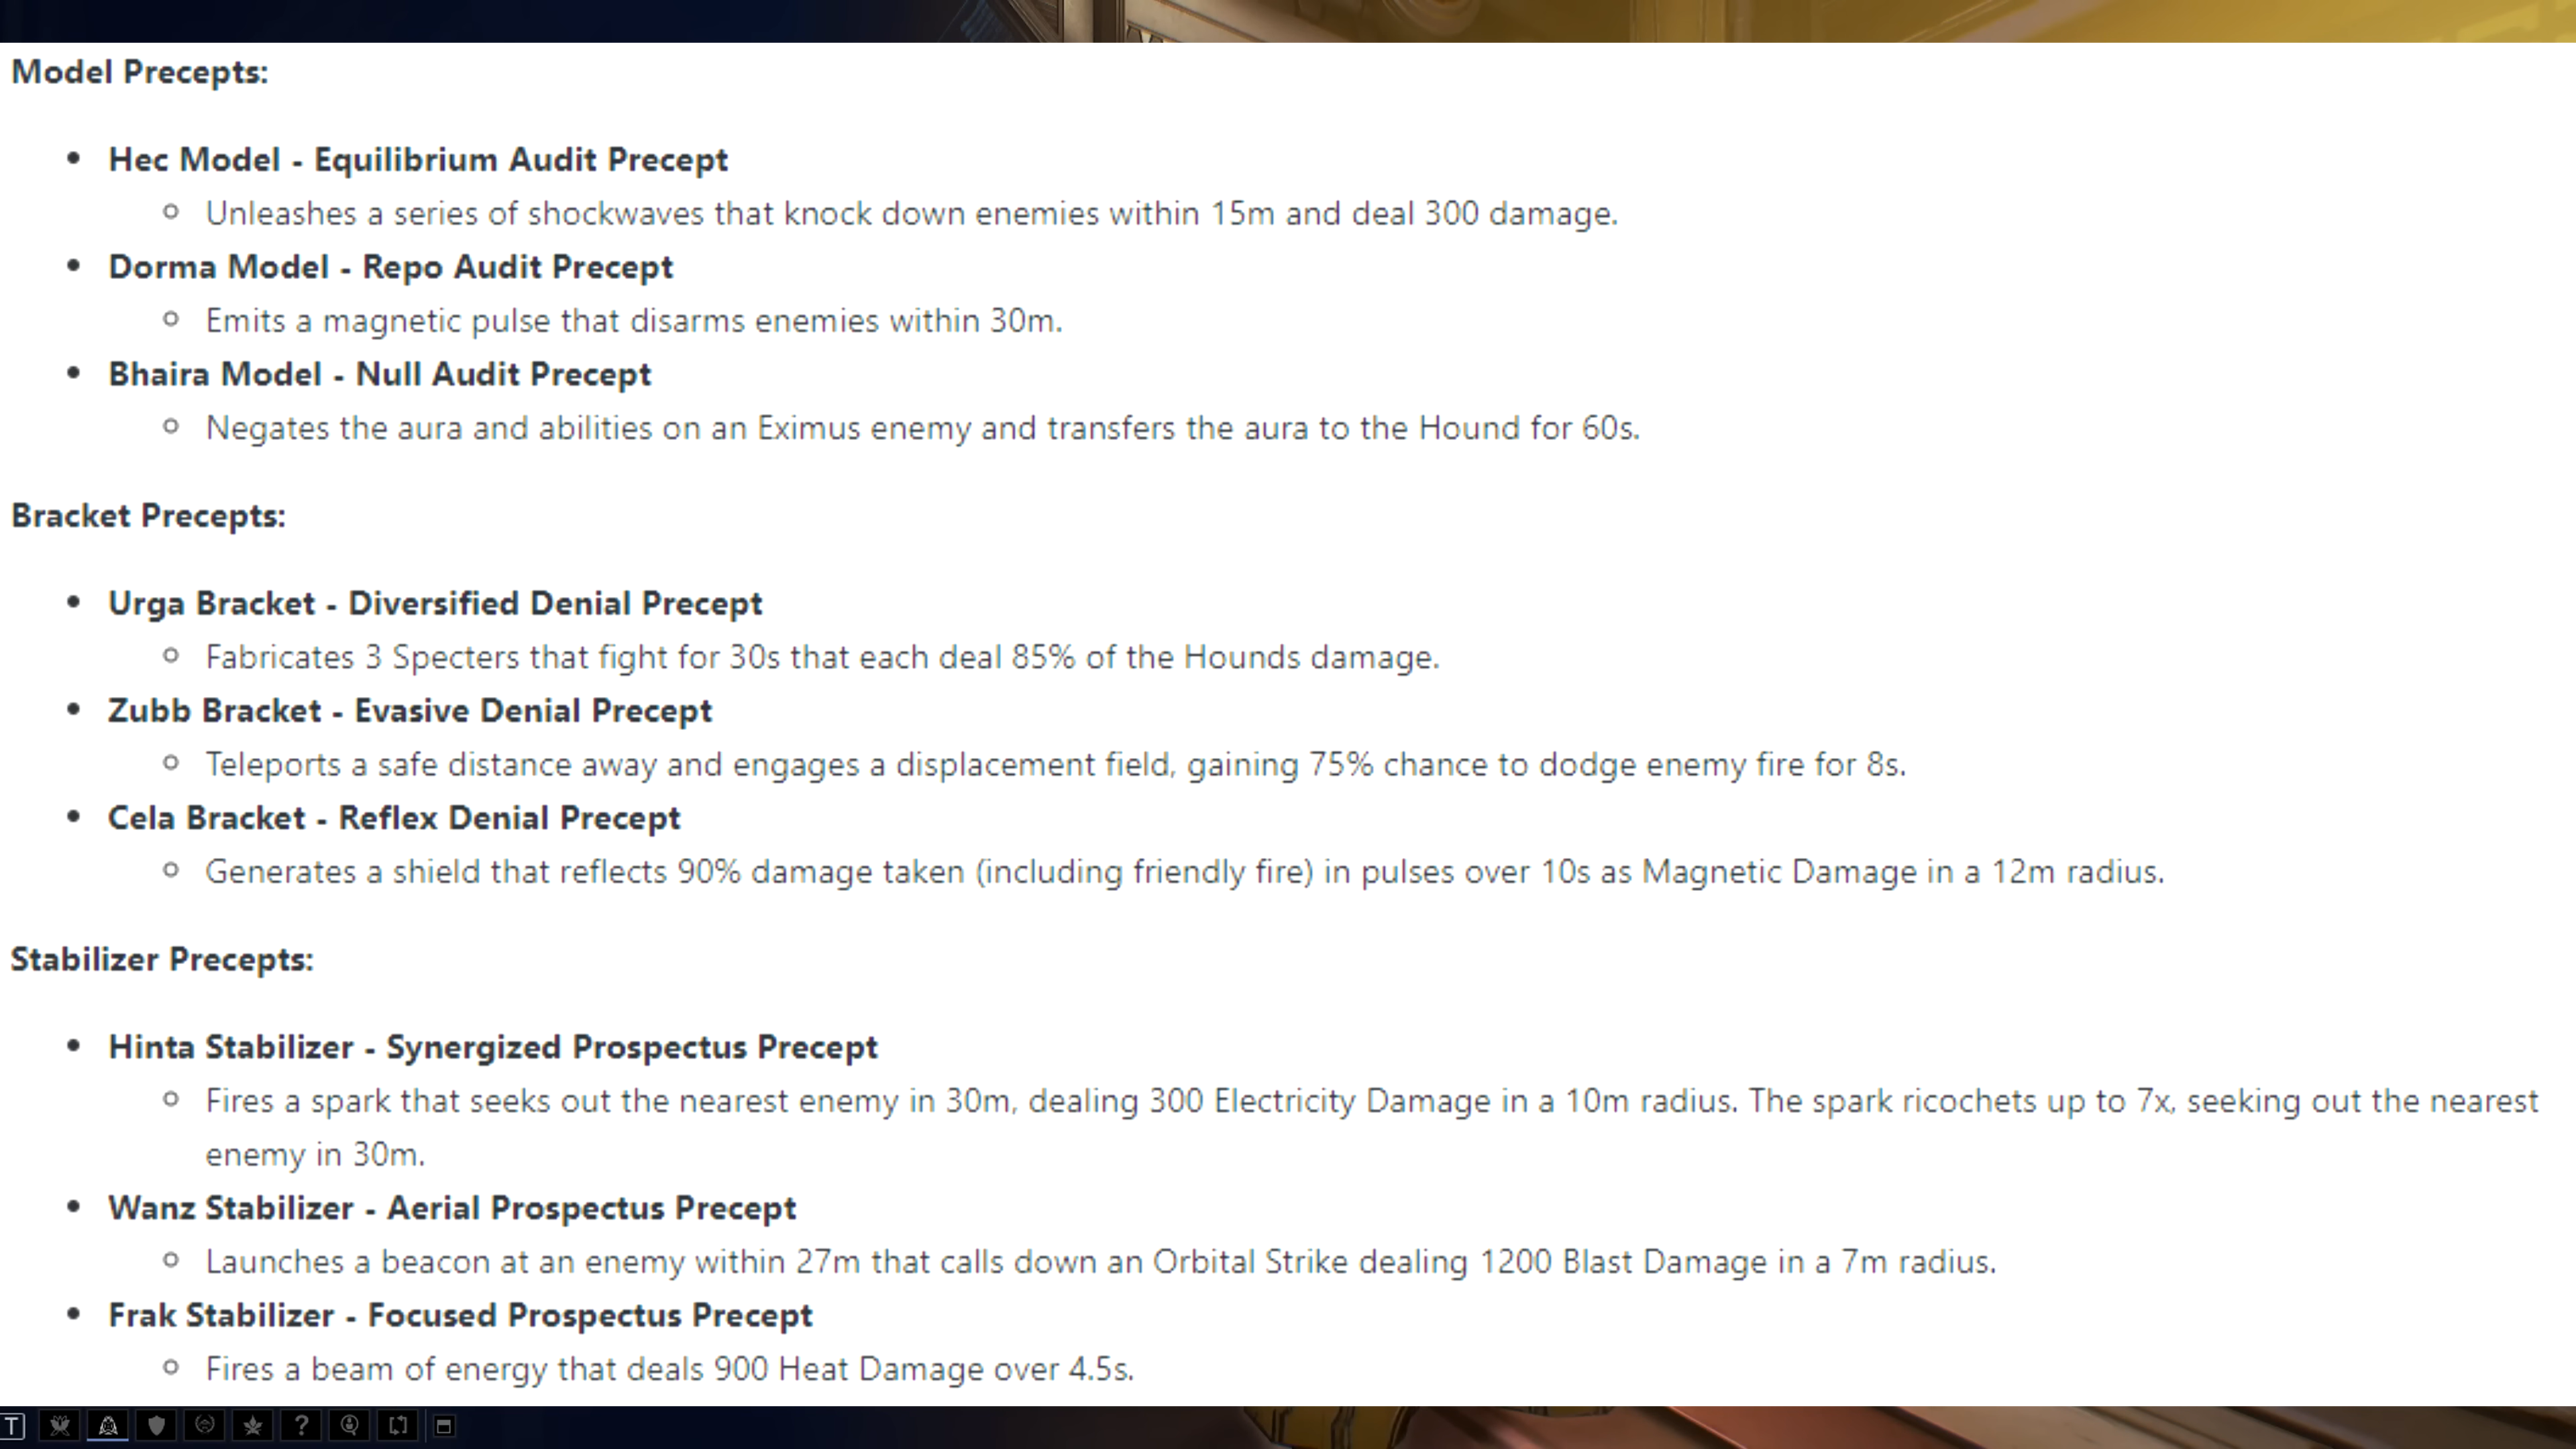 Model Precepts:
Hec Model - Equilibrium Audit Precept
Unleashes a series of shockwaves that knock down enemies within 15m and deal 300 damage.
Dorma Model - Repo Audit Precept
Emits a magnetic pulse that disarms enemies within 30m.
Bhaira Model - Null Audit Precept
Negates the aura and abilities on an Eximus enemy and transfers the aura to the Hound for 60s.
Bracket Precepts:
Urga Bracket - Diversified Denial Precept
Fabricates 3 Specters that fight for 30s that each deal 85% of the Hounds damage.
Zubb Bracket - Evasive Denial Precept
Teleports a safe distance away and engages a displacement field, gaining 75% chance to dodge enemy fire for 8s.
Cela Bracket - Reflex Denial Precept
Generates a shield that reflects 90% damage taken (including friendly fire) in pulses over 10s as Magnetic Damage in a 12m radius.
Stabilizer Precepts:
Hinta Stabilizer - Synergized Prospectus Precept
Fires a spark that seeks out the nearest enemy in 30m, dealing 300 Electricity Damage in a 10m radius. The spark ricochets up to 7x, seeking out the nearest
enemy in 30m.
Wanz Stabilizer - Aerial Prospectus Precept
Launches a beacon at an enemy within 27m that calls down an Orbital Strike dealing 1200 Blast Damage in a 7m radius.
Frak Stabilizer - Focused Prospectus Precept
Fires a beam of energy that deals 900 Heat Damage over 4.5s.
T ?